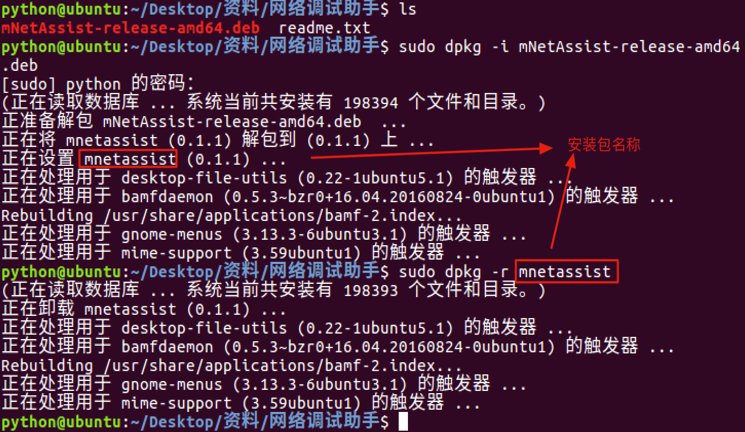 python@ubuntu:~/Desktop/资料/网络调试助手$ ls
mNetAssist-release-amd64.deb  readme.txt
python@ubuntu:~/Desktop/资料/网络调试助手$ sudo dpkg -i mNetAssist-release-amd64
.deb
[sudo] python 的密码：
(正在读取数据库 ... 系统当前共安装有 198394 个文件和目录。)
正准备解包 mNetAssist-release-amd64.deb  ...
正在将 mnetassist (0.1.1) 解包到 (0.1.1) 上 ...
正在设置 mnetassist (0.1.1) ...
安装包名称
正在处理用于 desktop-file-utils (0.22-1ubuntu5.1) 的触发器 ...
正在处理用于 bamfdaemon (0.5.3~bzr0+16.04.20160824-0ubuntu1) 的触发器 ...
Rebuilding /usr/share/applications/bamf-2.index...
正在处理用于 gnome-menus (3.13.3-6ubuntu3.1) 的触发器 ...
正在处理用于 mime-support (3.59ubuntu1) 的触发器 ...
python@ubuntu:~/Desktop/资料/网络调试助手$ sudo dpkg -r mnetassist
(正在读取数据库 ... 系统当前共安装有 198393 个文件和目录。)
正在卸载 mnetassist (0.1.1) ...
正在处理用于 desktop-file-utils (0.22-1ubuntu5.1) 的触发器 ...
正在处理用于 bamfdaemon (0.5.3~bzr0+16.04.20160824-0ubuntu1) 的触发器 ...
Rebuilding /usr/share/applications/bamf-2.index...
正在处理用于 gnome-menus (3.13.3-6ubuntu3.1) 的触发器 ...
正在处理用于 mime-support (3.59ubuntu1) 的触发器 ...
python@ubuntu:~/Desktop/资料/网络调试助手$